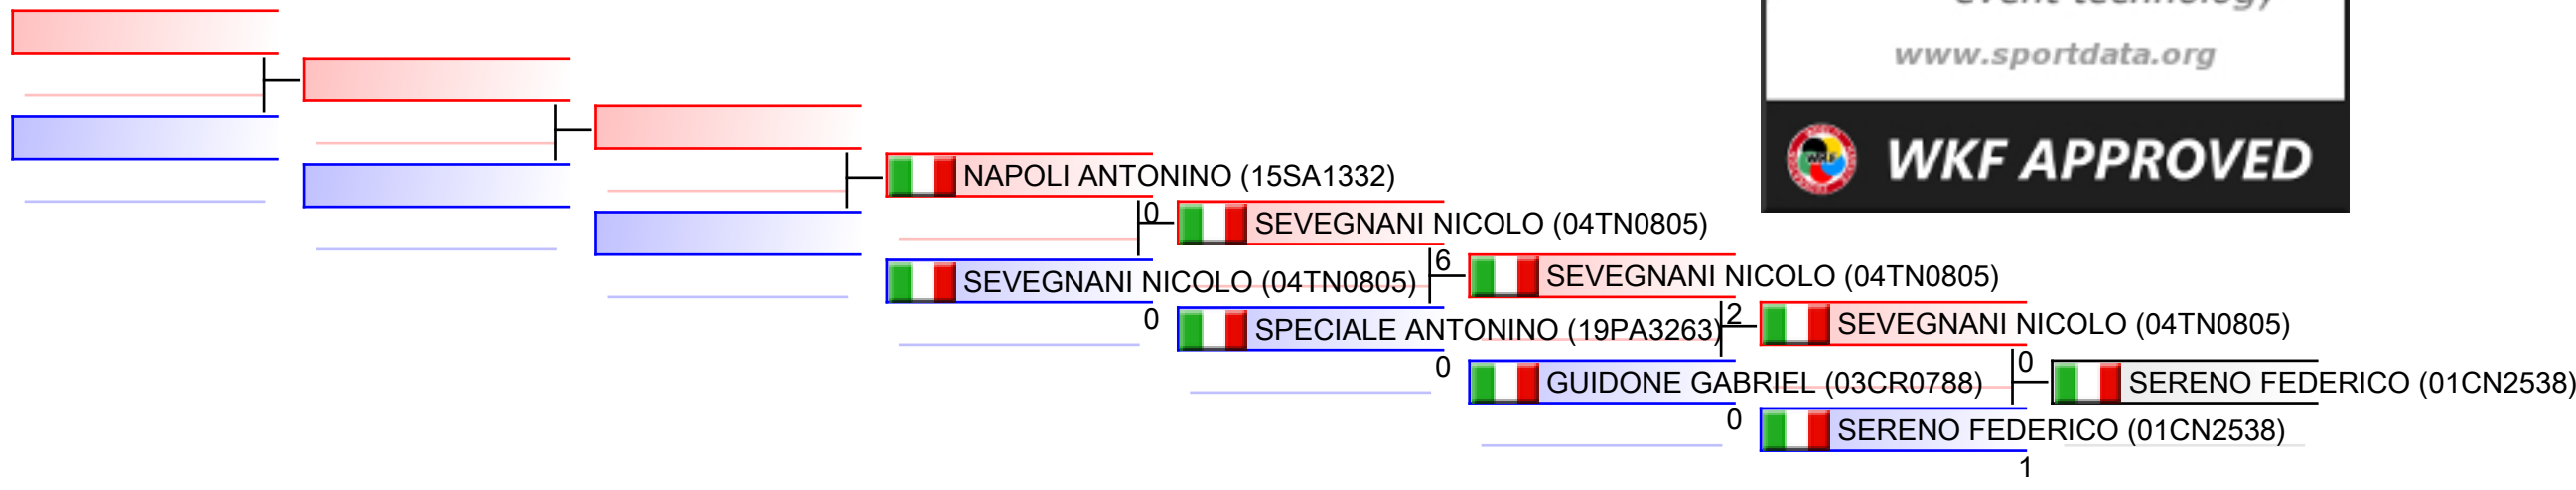 event technology
www.sportdata.org
WKF APPROVED
NAPOLI ANTONINO (15SA1332)
0
SEVEGNANI NICOLO (04TN0805)
0
SEVEGNANI NICOLO (04TN0805)
6
SPECIALE ANTONINO (19PA3263)
0
SEVEGNANI NICOLO (04TN0805)
2
GUIDONE GABRIEL (03CR0788)
0
SEVEGNANI NICOLO (04TN0805)
0
SERENO FEDERICO (01CN2538)
1
SERENO FEDERICO (01CN2538)